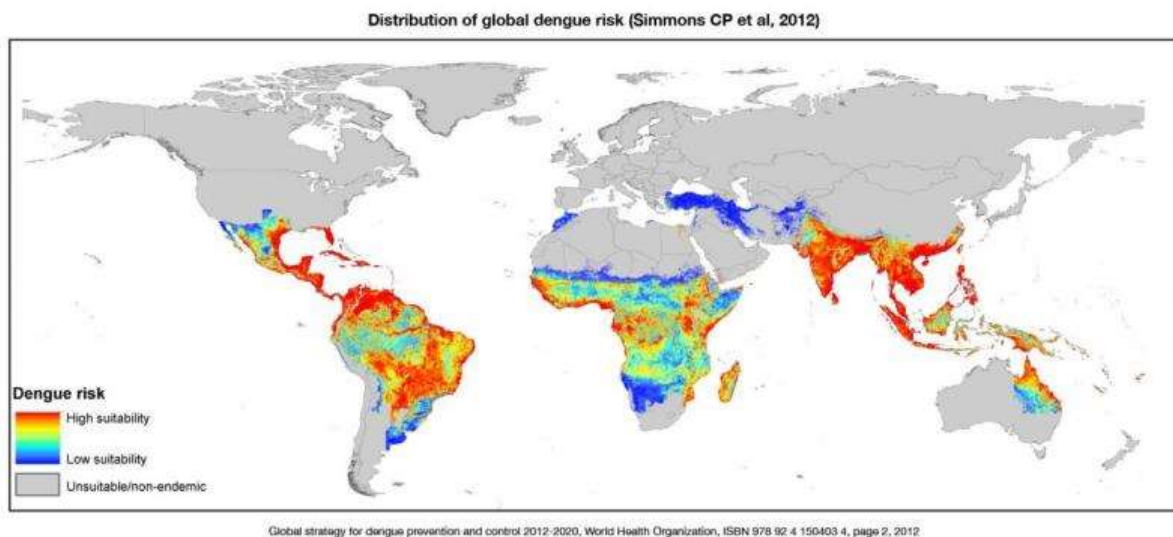 Distribution of global dengue risk (Simmons CP et al, 2012)
Dengue risk
High suitability
Low suitability
Unsuitable/non-endemic
Global strategy for dengue prevention and control 2012-2020, World Health Organization, ISBN 978 92 4 150403 4, page 2, 2012